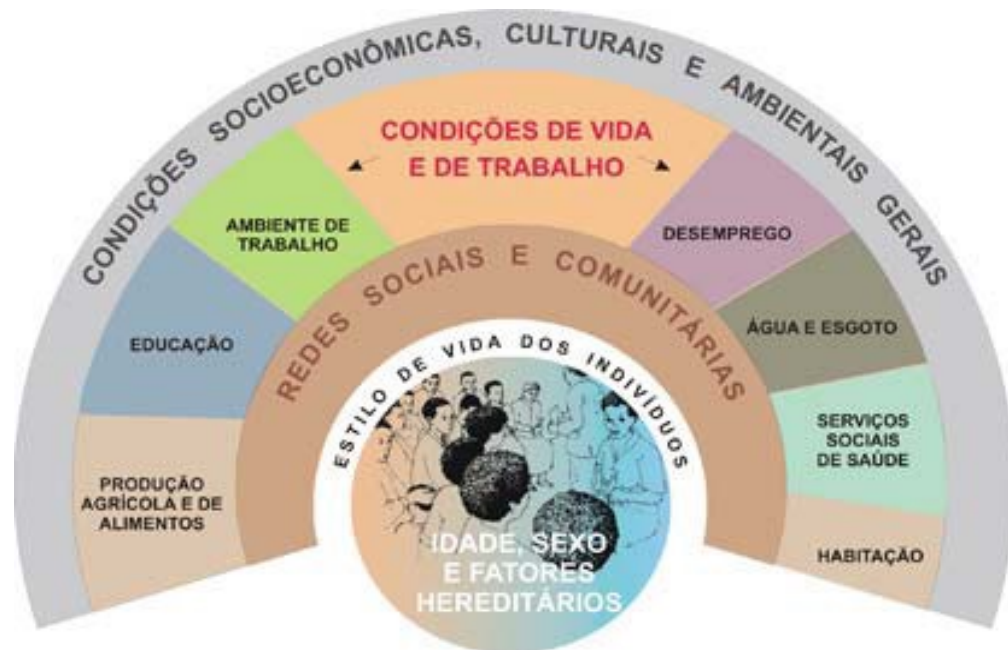 CONDIÇÕES SOCIOECONÔMICAS, CULTURAIS E AMBIENTAIS GERAIS
CONDIÇÕES DE VIDA
E DE TRABALHO
AMBIENTE DE
TRABALHO
DESEMPREGO
EDUCAÇÃO
ÁGUA E ESGOTO
PRODUÇÃO
AGRÍCOLA E DE
ALIMENTOS
SERVIÇOS
SOCIAIS
DE SAÚDE
HABITAÇÃO
REDES SOCIAIS E COMUNITÁRIAS
ESTILO DE VIDA DOS INDIVÍDUOS
IDADE, SEXO
E FATORES
HEREDITÁRIOS